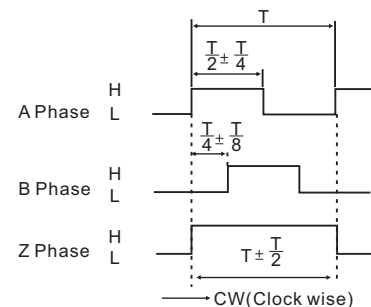 T
T/2 ± T/4
A Phase H L
T/4 ± T/8
B Phase H L
Z Phase H L
T ± T/2
CW(Clock wise)